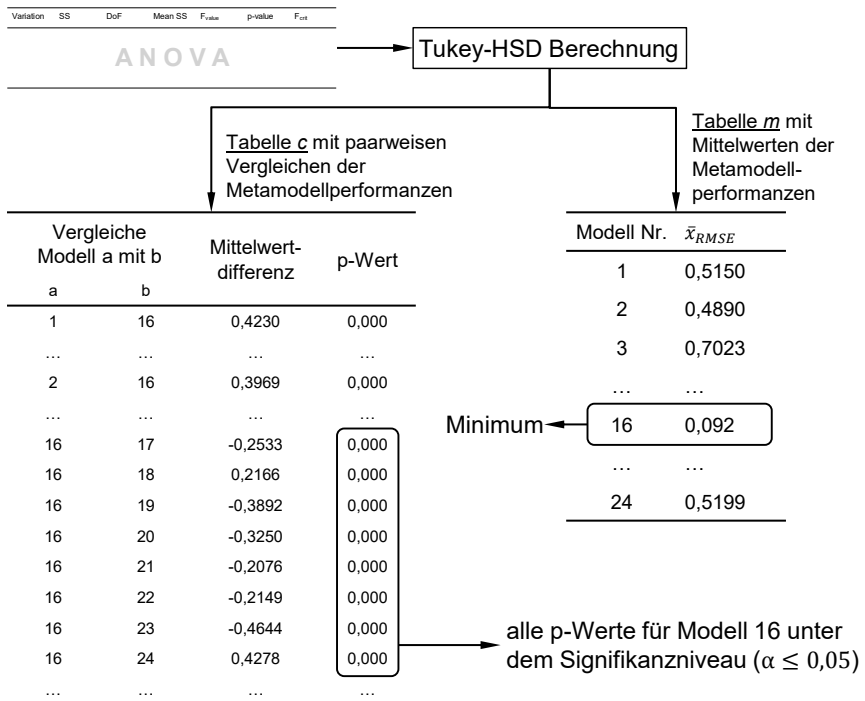 Variation SS DoF Mean SS Fvalue p-value Fcrit
ANOVA
Tukey-HSD Berechnung
Tabelle c mit paarweisen
Vergleichen der
Metamodellperformanzen
Tabelle m mit
Mittelwerten der
Metamodell-
performanzen
Vergleiche
Modell a mit b
Mittelwert-
differenz
p-Wert
a b
1 16 0,4230 0,000
… … … …
2 16 0,3969 0,000
… … … …
16 17 -0,2533 0,000
16 18 0,2166 0,000
16 19 -0,3892 0,000
16 20 -0,3250 0,000
16 21 -0,2076 0,000
16 22 -0,2149 0,000
16 23 -0,4644 0,000
16 24 0,4278 0,000
… … … …
Modell Nr. x̄RMSE
1 0,5150
2 0,4890
3 0,7023
… …
Minimum
16 0,092
… …
24 0,5199
alle p-Werte für Modell 16 unter
dem Signifikanzniveau (α ≤ 0,05)